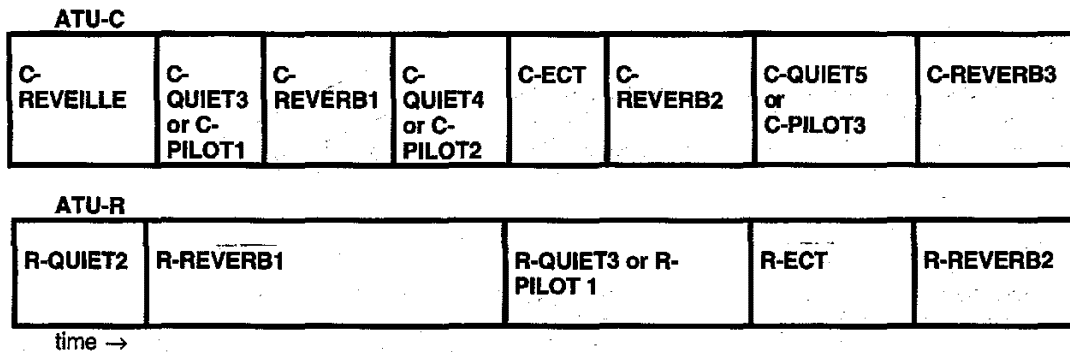 ATU-C
C-
REVEILLE
C-
QUIET3
or C-
PILOT1
C-
REVERB1
C-
QUIET4
or C-
PILOT2
C-ECT
C-
REVERB2
C-QUIET5
or
C-PILOT3
C-REVERB3
ATU-R
R-QUIET2
R-REVERB1
R-QUIET3 or R-
PILOT 1
R-ECT
R-REVERB2
time →